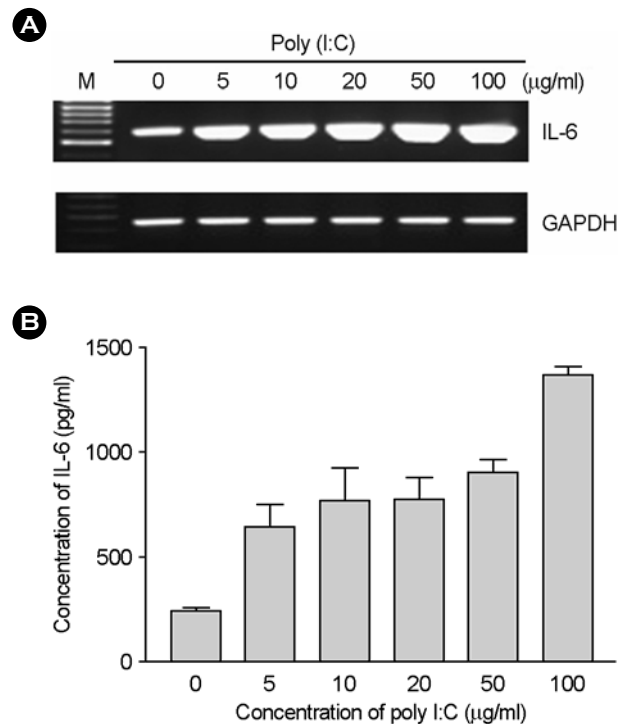 A
Poly (I:C)
M 0 5 10 20 50 100 (μg/ml)
IL-6
GAPDH
B
Concentration of IL-6 (pg/ml)
1500
1000
500
0
0 5 10 20 50 100
Concentration of poly I:C (μg/ml)